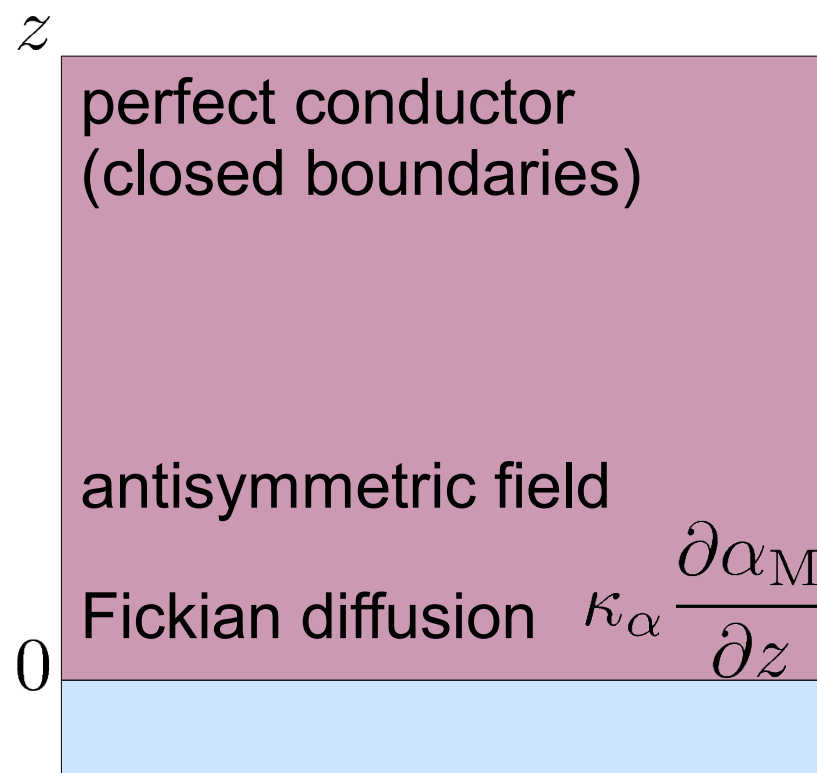 z
perfect conductor
(closed boundaries)
antisymmetric field
Fickian diffusion κ_α ∂α_M/∂z
0